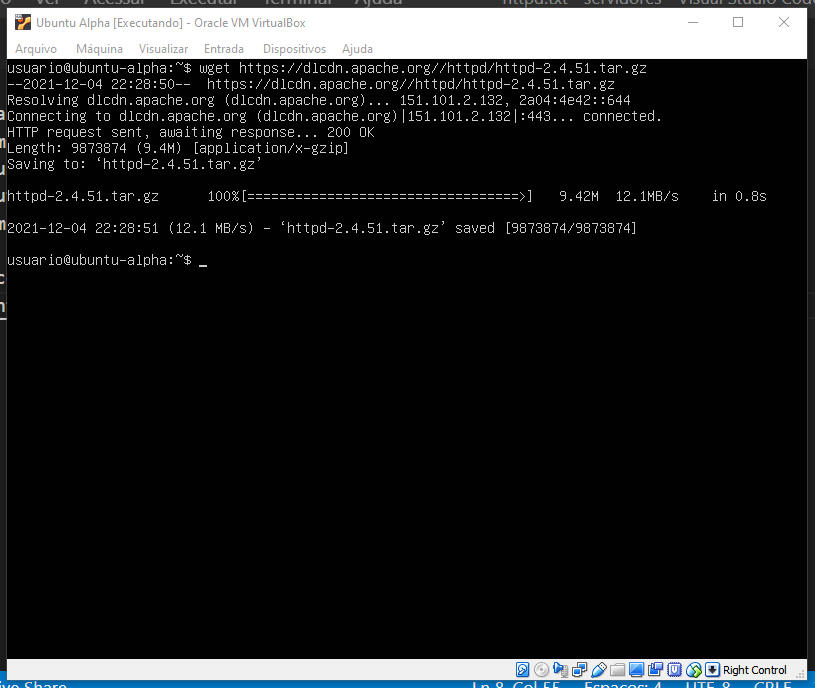 httpd.txt - servidores - Visual Studio Code
Ubuntu Alpha [Executando] - Oracle VM VirtualBox
Arquivo Máquina Visualizar Entrada Dispositivos Ajuda
usuario@ubuntu-alpha:~$ wget https://dlcdn.apache.org//httpd/httpd-2.4.51.tar.gz
--2021-12-04 22:28:50--  https://dlcdn.apache.org//httpd/httpd-2.4.51.tar.gz
Resolving dlcdn.apache.org (dlcdn.apache.org)... 151.101.2.132, 2a04:4e42::644
Connecting to dlcdn.apache.org (dlcdn.apache.org)|151.101.2.132|:443... connected.
HTTP request sent, awaiting response... 200 OK
Length: 9873874 (9.4M) [application/x-gzip]
Saving to: ‘httpd-2.4.51.tar.gz’
httpd-2.4.51.tar.gz 100%[==================================>] 9.42M 12.1MB/s in 0.8s
2021-12-04 22:28:51 (12.1 MB/s) - ‘httpd-2.4.51.tar.gz’ saved [9873874/9873874]
usuario@ubuntu-alpha:~$ _
Right Control